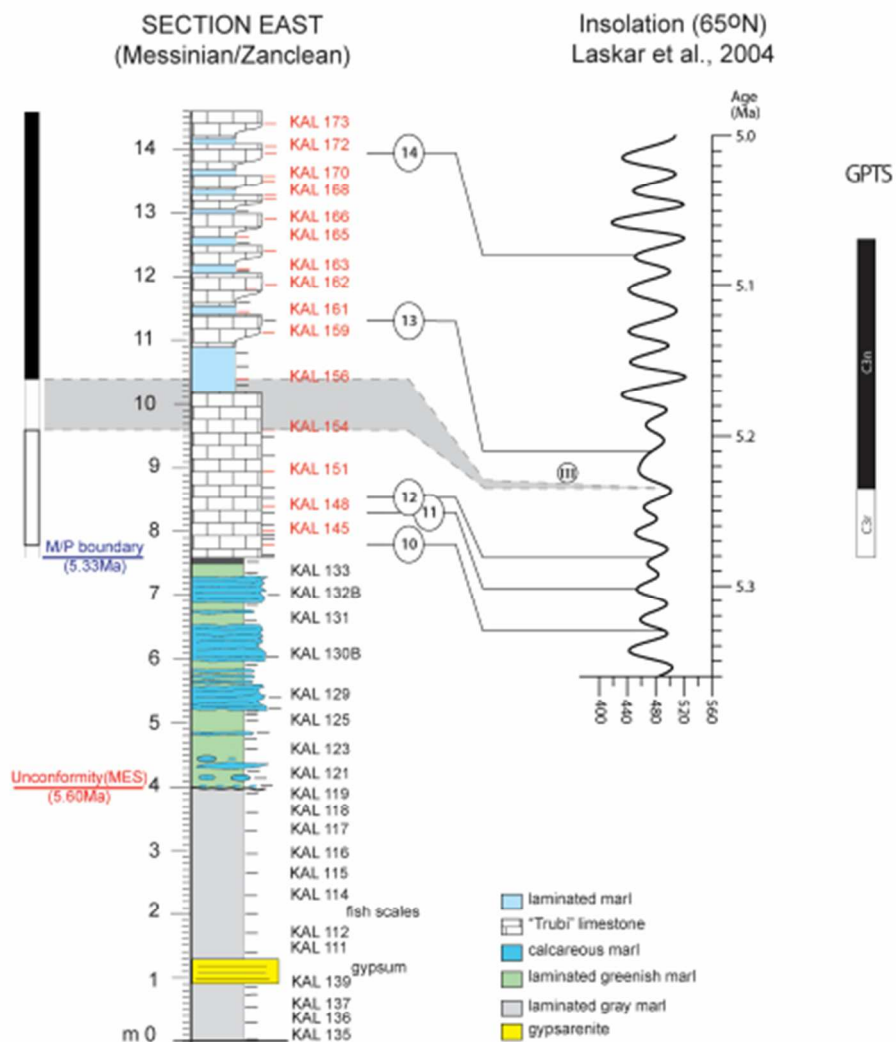 SECTION EAST
(Messinian/Zanclean)
Insolation (65ºN)
Laskar et al., 2004
Age
(Ma)
GPTS
14
13
12
11
10
9
8
7
6
5
4
3
2
1
m 0
KAL 173
KAL 172
KAL 170
KAL 168
KAL 166
KAL 165
KAL 163
KAL 162
KAL 161
KAL 159
KAL 156
KAL 154
KAL 151
KAL 148
KAL 145
KAL 133
KAL 132B
KAL 131
KAL 130B
KAL 129
KAL 125
KAL 123
KAL 121
KAL 119
KAL 118
KAL 117
KAL 116
KAL 115
KAL 114
fish scales
KAL 112
KAL 111
gypsum
KAL 139
KAL 137
KAL 136
KAL 135
M/P boundary
(5.33Ma)
Unconformity(MES)
(5.60Ma)
14
13
III
12
11
10
5.0
5.1
5.2
5.3
400
440
480
520
560
C3n
C3r
laminated marl
"Trubi" limestone
calcareous marl
laminated greenish marl
laminated gray marl
gypsarenite